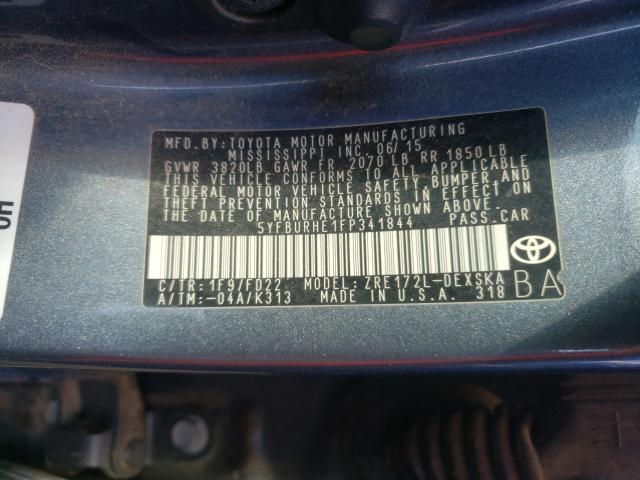 MFD.BY:TOYOTA MOTOR MANUFACTURING
MISSISSIPPI INC. 06/15
GVWR 3820LB GAWR FR 2070 LB RR 1850 LB
THIS VEHICLE CONFORMS TO ALL APPLICABLE
FEDERAL MOTOR VEHICLE SAFETY, BUMPER, AND
THEFT PREVENTION STANDARDS IN EFFECT ON
THE DATE OF MANUFACTURE SHOWN ABOVE.
5YFBURHE1FP341844 PASS.CAR
C/TR:1F9/FD22 MODEL: ZRE172L-DEXSKA
A/TM:-04A/K313 MADE IN U.S.A. 318
BA